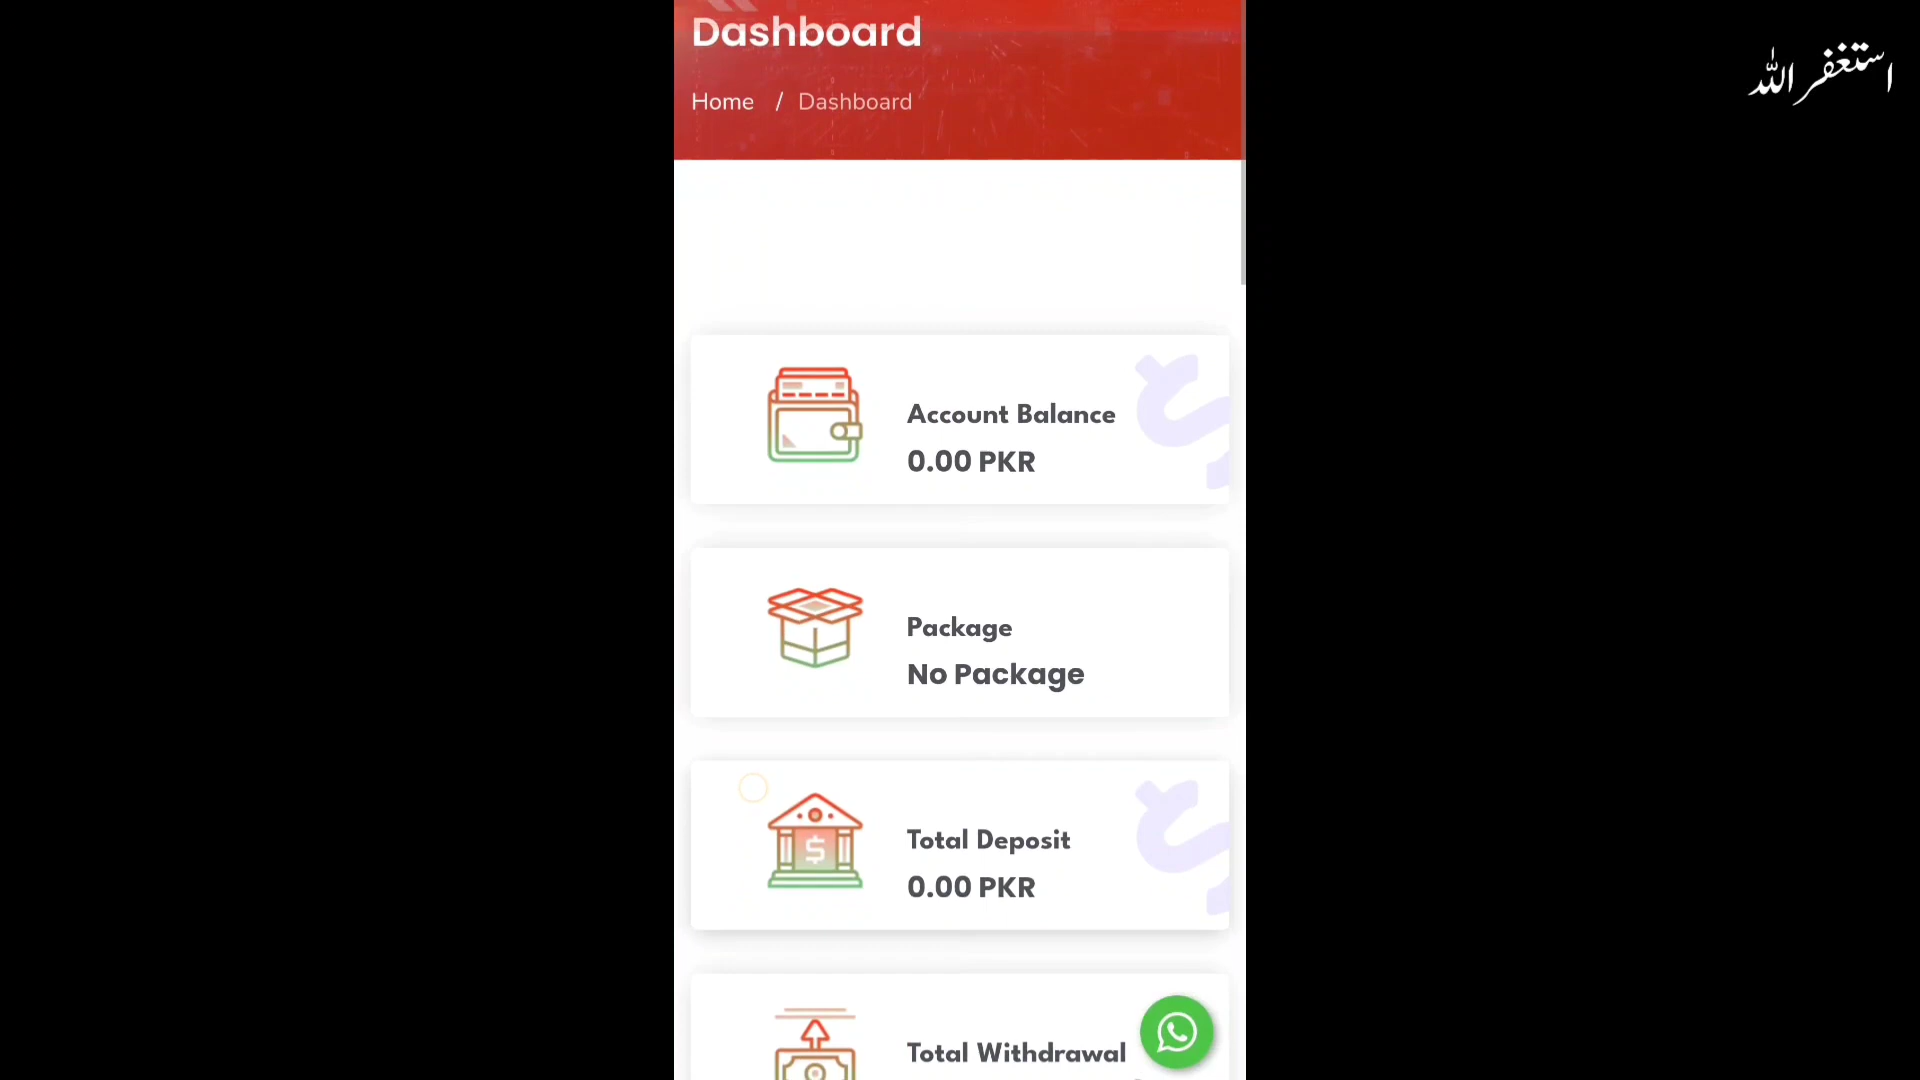 Dashboard
استغفر الله
Home / Dashboard
Account Balance
0.00 PKR
Package
No Package
Total Deposit
0.00 PKR
Total Withdrawal